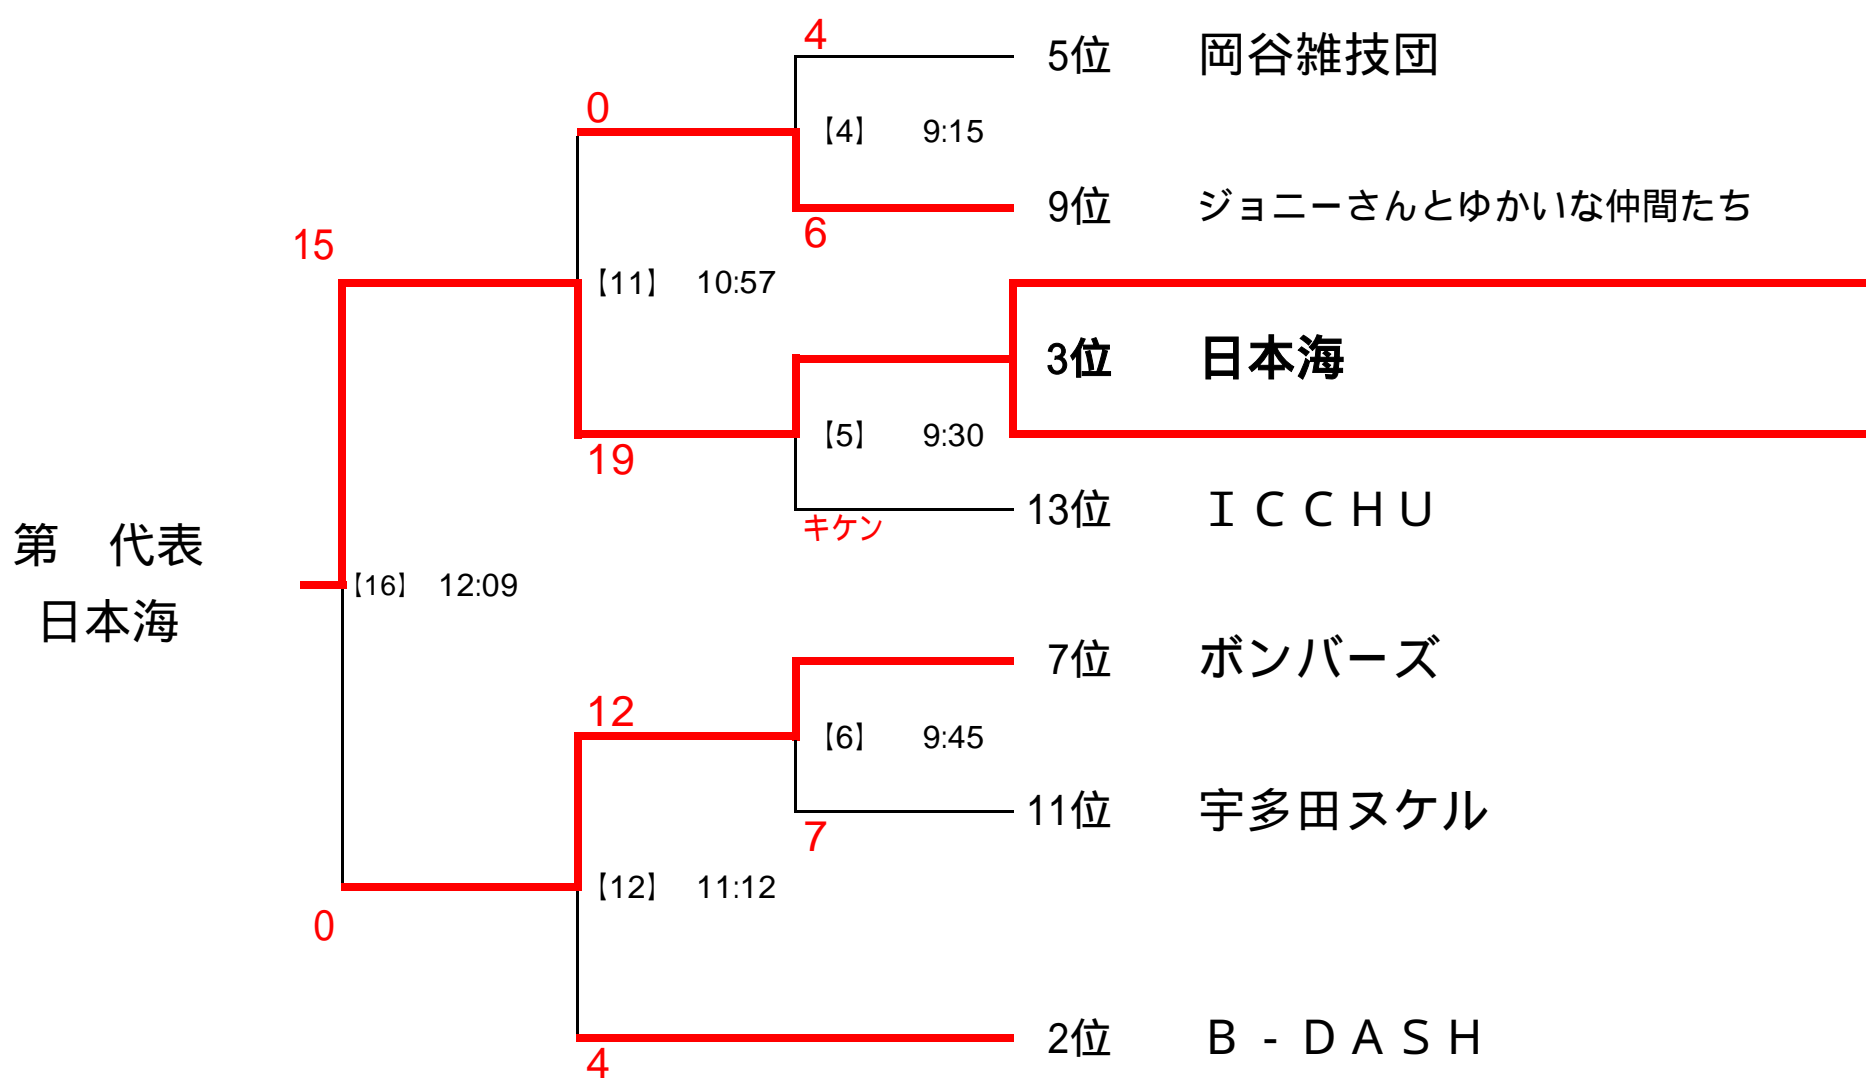 4
5位 岡谷雑技団
0
【4】 9:15
9位 ジョニーさんとゆかいな仲間たち
6
15
【11】 10:57
3位 日本海
【5】 9:30
19
13位 ＩＣＣＨＵ
キケン
第 代表
【16】 12:09
日本海
7位 ボンバーズ
12
【6】 9:45
11位 宇多田ヌケル
7
【12】 11:12
0
2位 Ｂ-ＤＡＳＨ
4